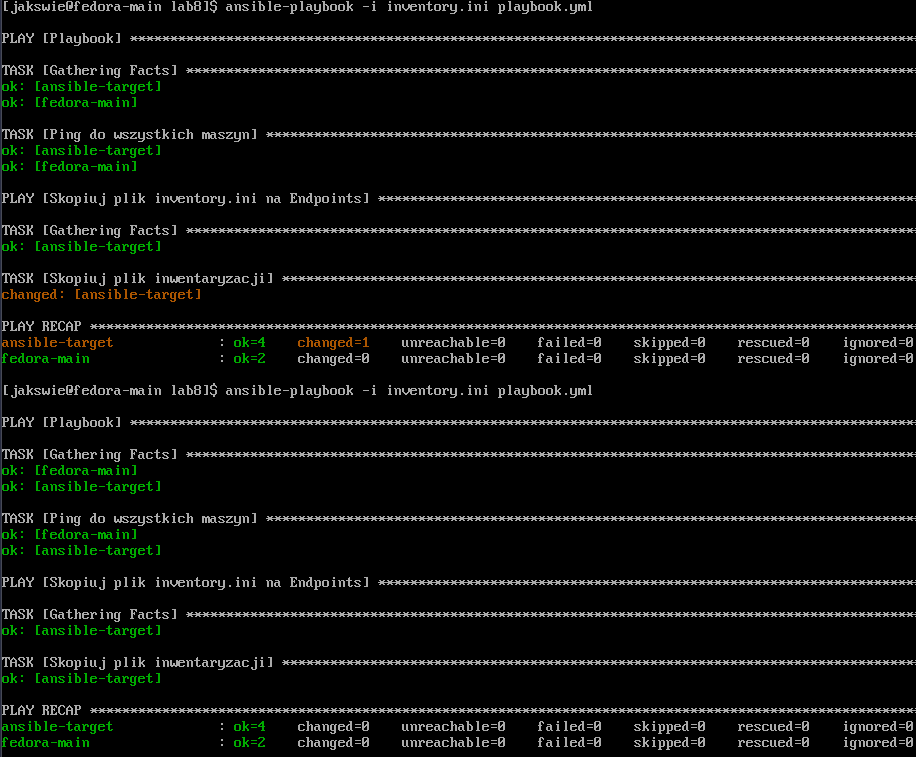 [jakswie@fedora-main lab8]$ ansible-playbook -i inventory.ini playbook.yml
PLAY [Playbook] **************************************************************************************************
TASK [Gathering Facts] *******************************************************************************************
ok: [ansible-target]
ok: [fedora-main]
TASK [Ping do wszystkich maszyn] *********************************************************************************
ok: [ansible-target]
ok: [fedora-main]
PLAY [Skopiuj plik inventory.ini na Endpoints] *******************************************************************
TASK [Gathering Facts] *******************************************************************************************
ok: [ansible-target]
TASK [Skopiuj plik inwentaryzacji] *******************************************************************************
changed: [ansible-target]
PLAY RECAP *******************************************************************************************************
ansible-target             : ok=4    changed=1    unreachable=0    failed=0    skipped=0    rescued=0    ignored=0
fedora-main                : ok=2    changed=0    unreachable=0    failed=0    skipped=0    rescued=0    ignored=0
[jakswie@fedora-main lab8]$ ansible-playbook -i inventory.ini playbook.yml
PLAY [Playbook] **************************************************************************************************
TASK [Gathering Facts] *******************************************************************************************
ok: [fedora-main]
ok: [ansible-target]
TASK [Ping do wszystkich maszyn] *********************************************************************************
ok: [fedora-main]
ok: [ansible-target]
PLAY [Skopiuj plik inventory.ini na Endpoints] *******************************************************************
TASK [Gathering Facts] *******************************************************************************************
ok: [ansible-target]
TASK [Skopiuj plik inwentaryzacji] *******************************************************************************
ok: [ansible-target]
PLAY RECAP *******************************************************************************************************
ansible-target             : ok=4    changed=0    unreachable=0    failed=0    skipped=0    rescued=0    ignored=0
fedora-main                : ok=2    changed=0    unreachable=0    failed=0    skipped=0    rescued=0    ignored=0